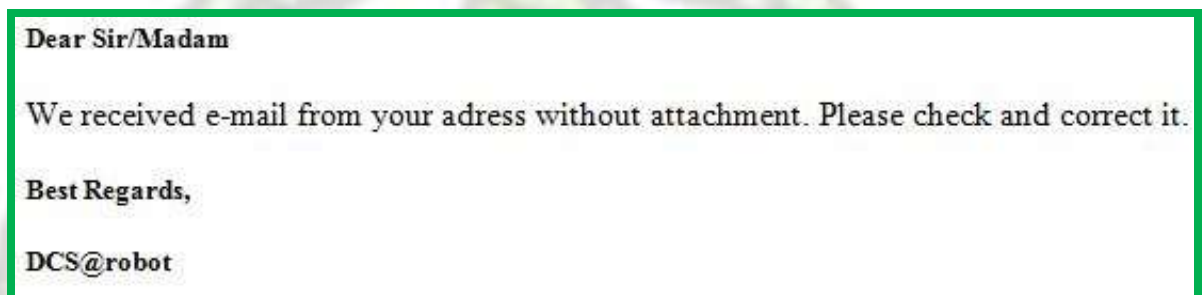 Dear Sir/Madam
We received e-mail from your adress without attachment. Please check and correct it.
Best Regards,
DCS@robot